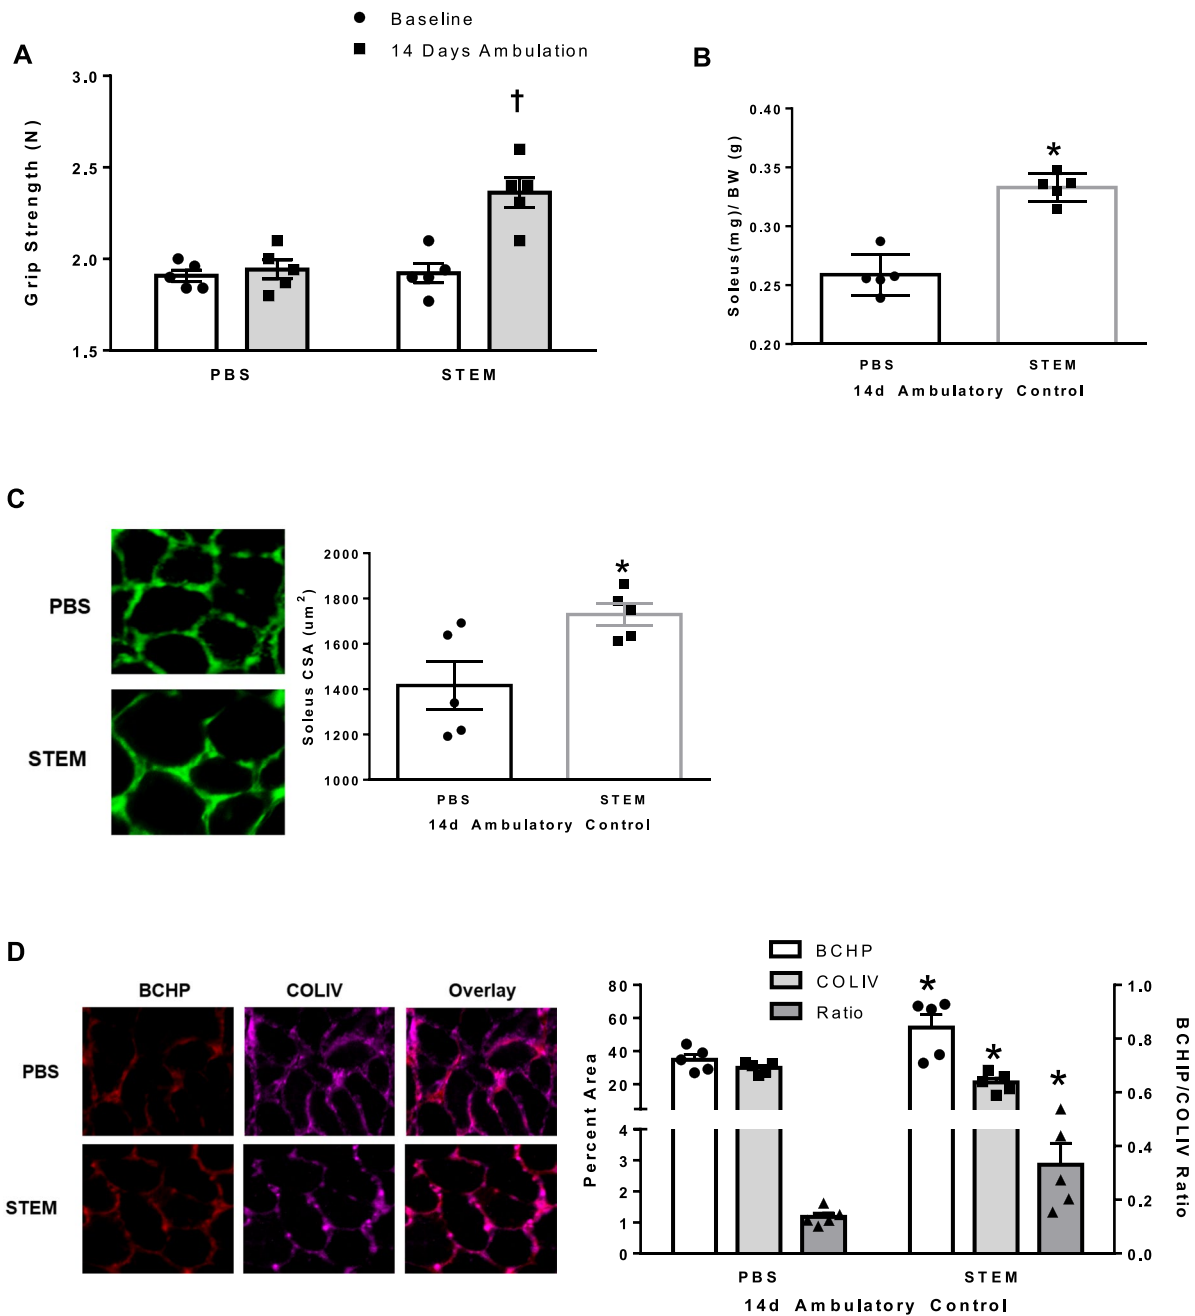 Baseline
14 Days Ambulation
A
3.0
2.5
2.0
1.5
Grip Strength (N)
†
PBS
STEM
B
0.40
0.35
0.30
0.25
0.20
Soleus(mg)/ BW (g)
*
PBS
STEM
14d Ambulatory Control
C
PBS
STEM
2000
1800
1600
1400
1200
1000
Soleus CSA (um²)
*
PBS
STEM
14d Ambulatory Control
D
BCHP
COLIV
Overlay
PBS
STEM
BCHP
COLIV
Ratio
80
60
40
20
4
3
2
1
0
Percent Area
*
*
*
1.0
0.8
0.6
0.4
0.2
0.0
BCHIP/COLIV Ratio
PBS
STEM
14d Ambulatory Control